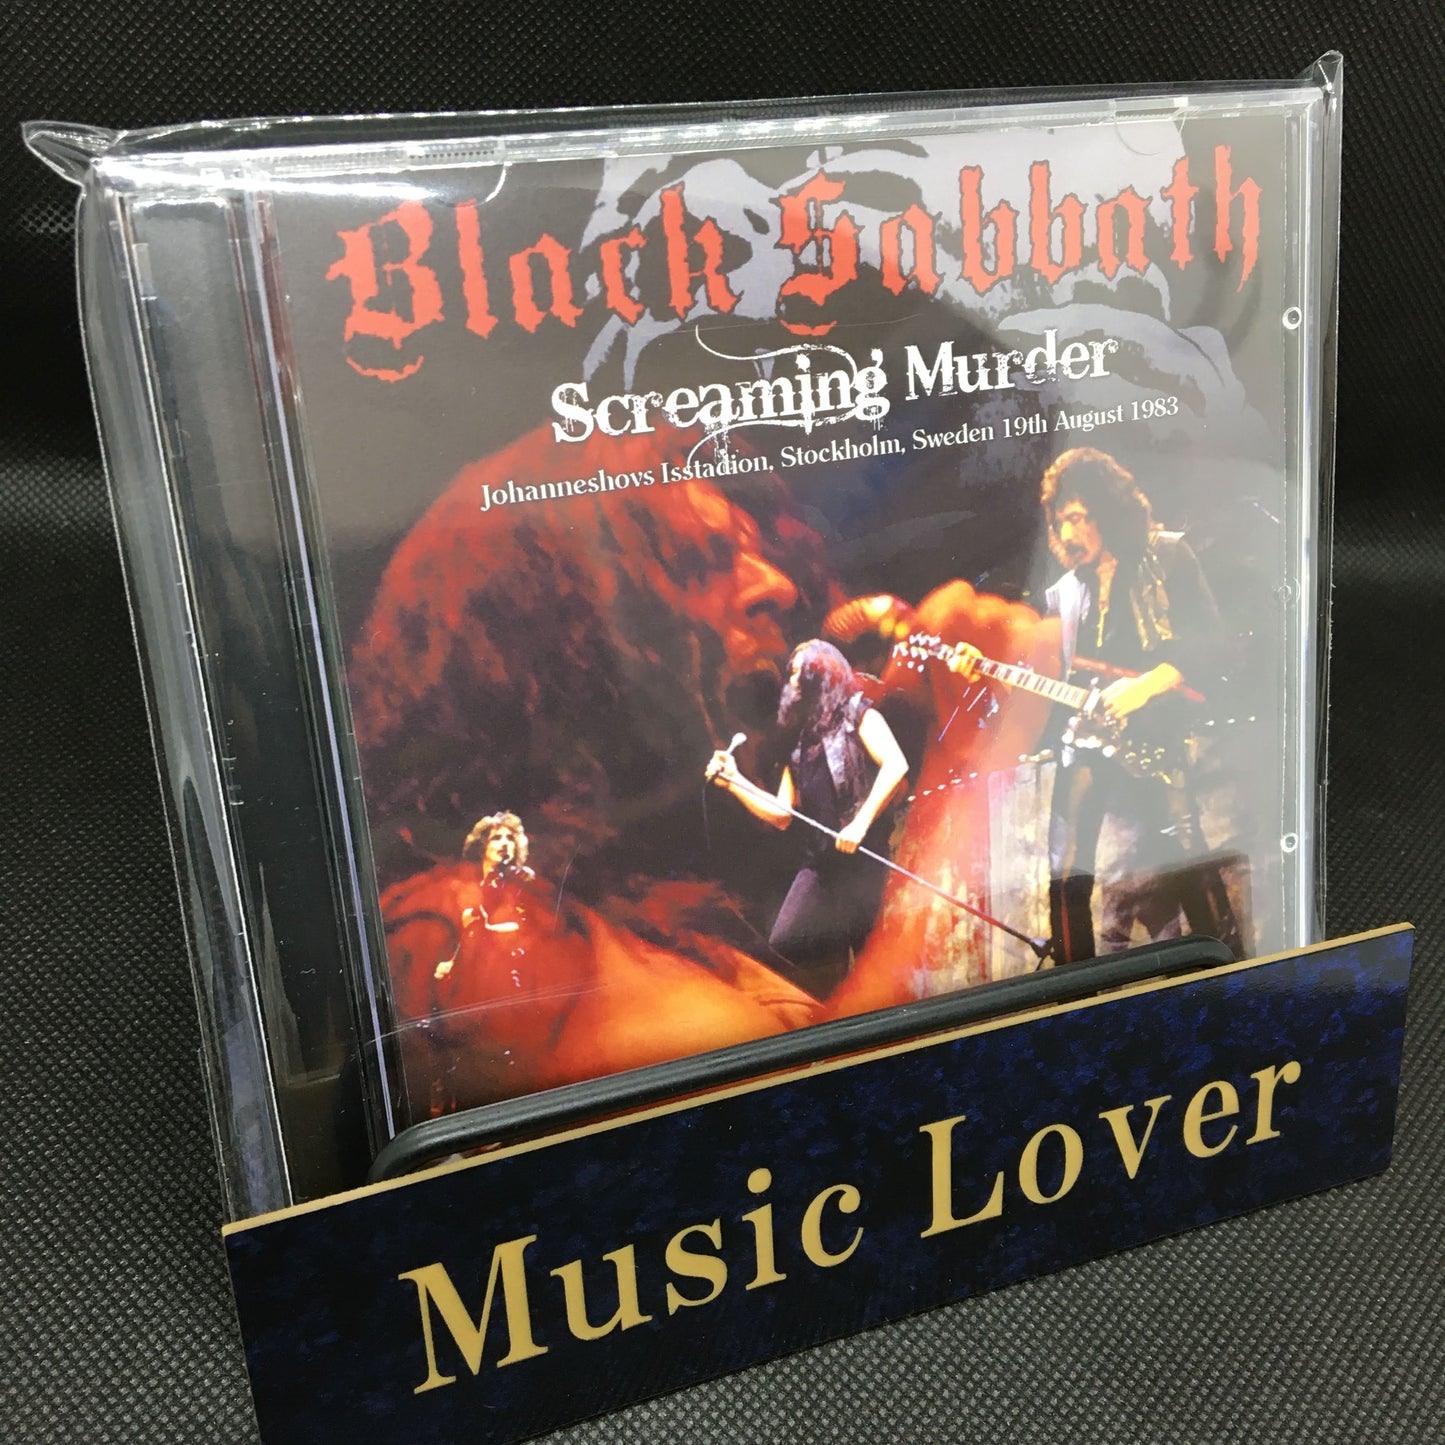 Black Sabbath
Screaming Murder
Johanneshovs Isstadion, Stockholm, Sweden 19th August 1983
Music Lover